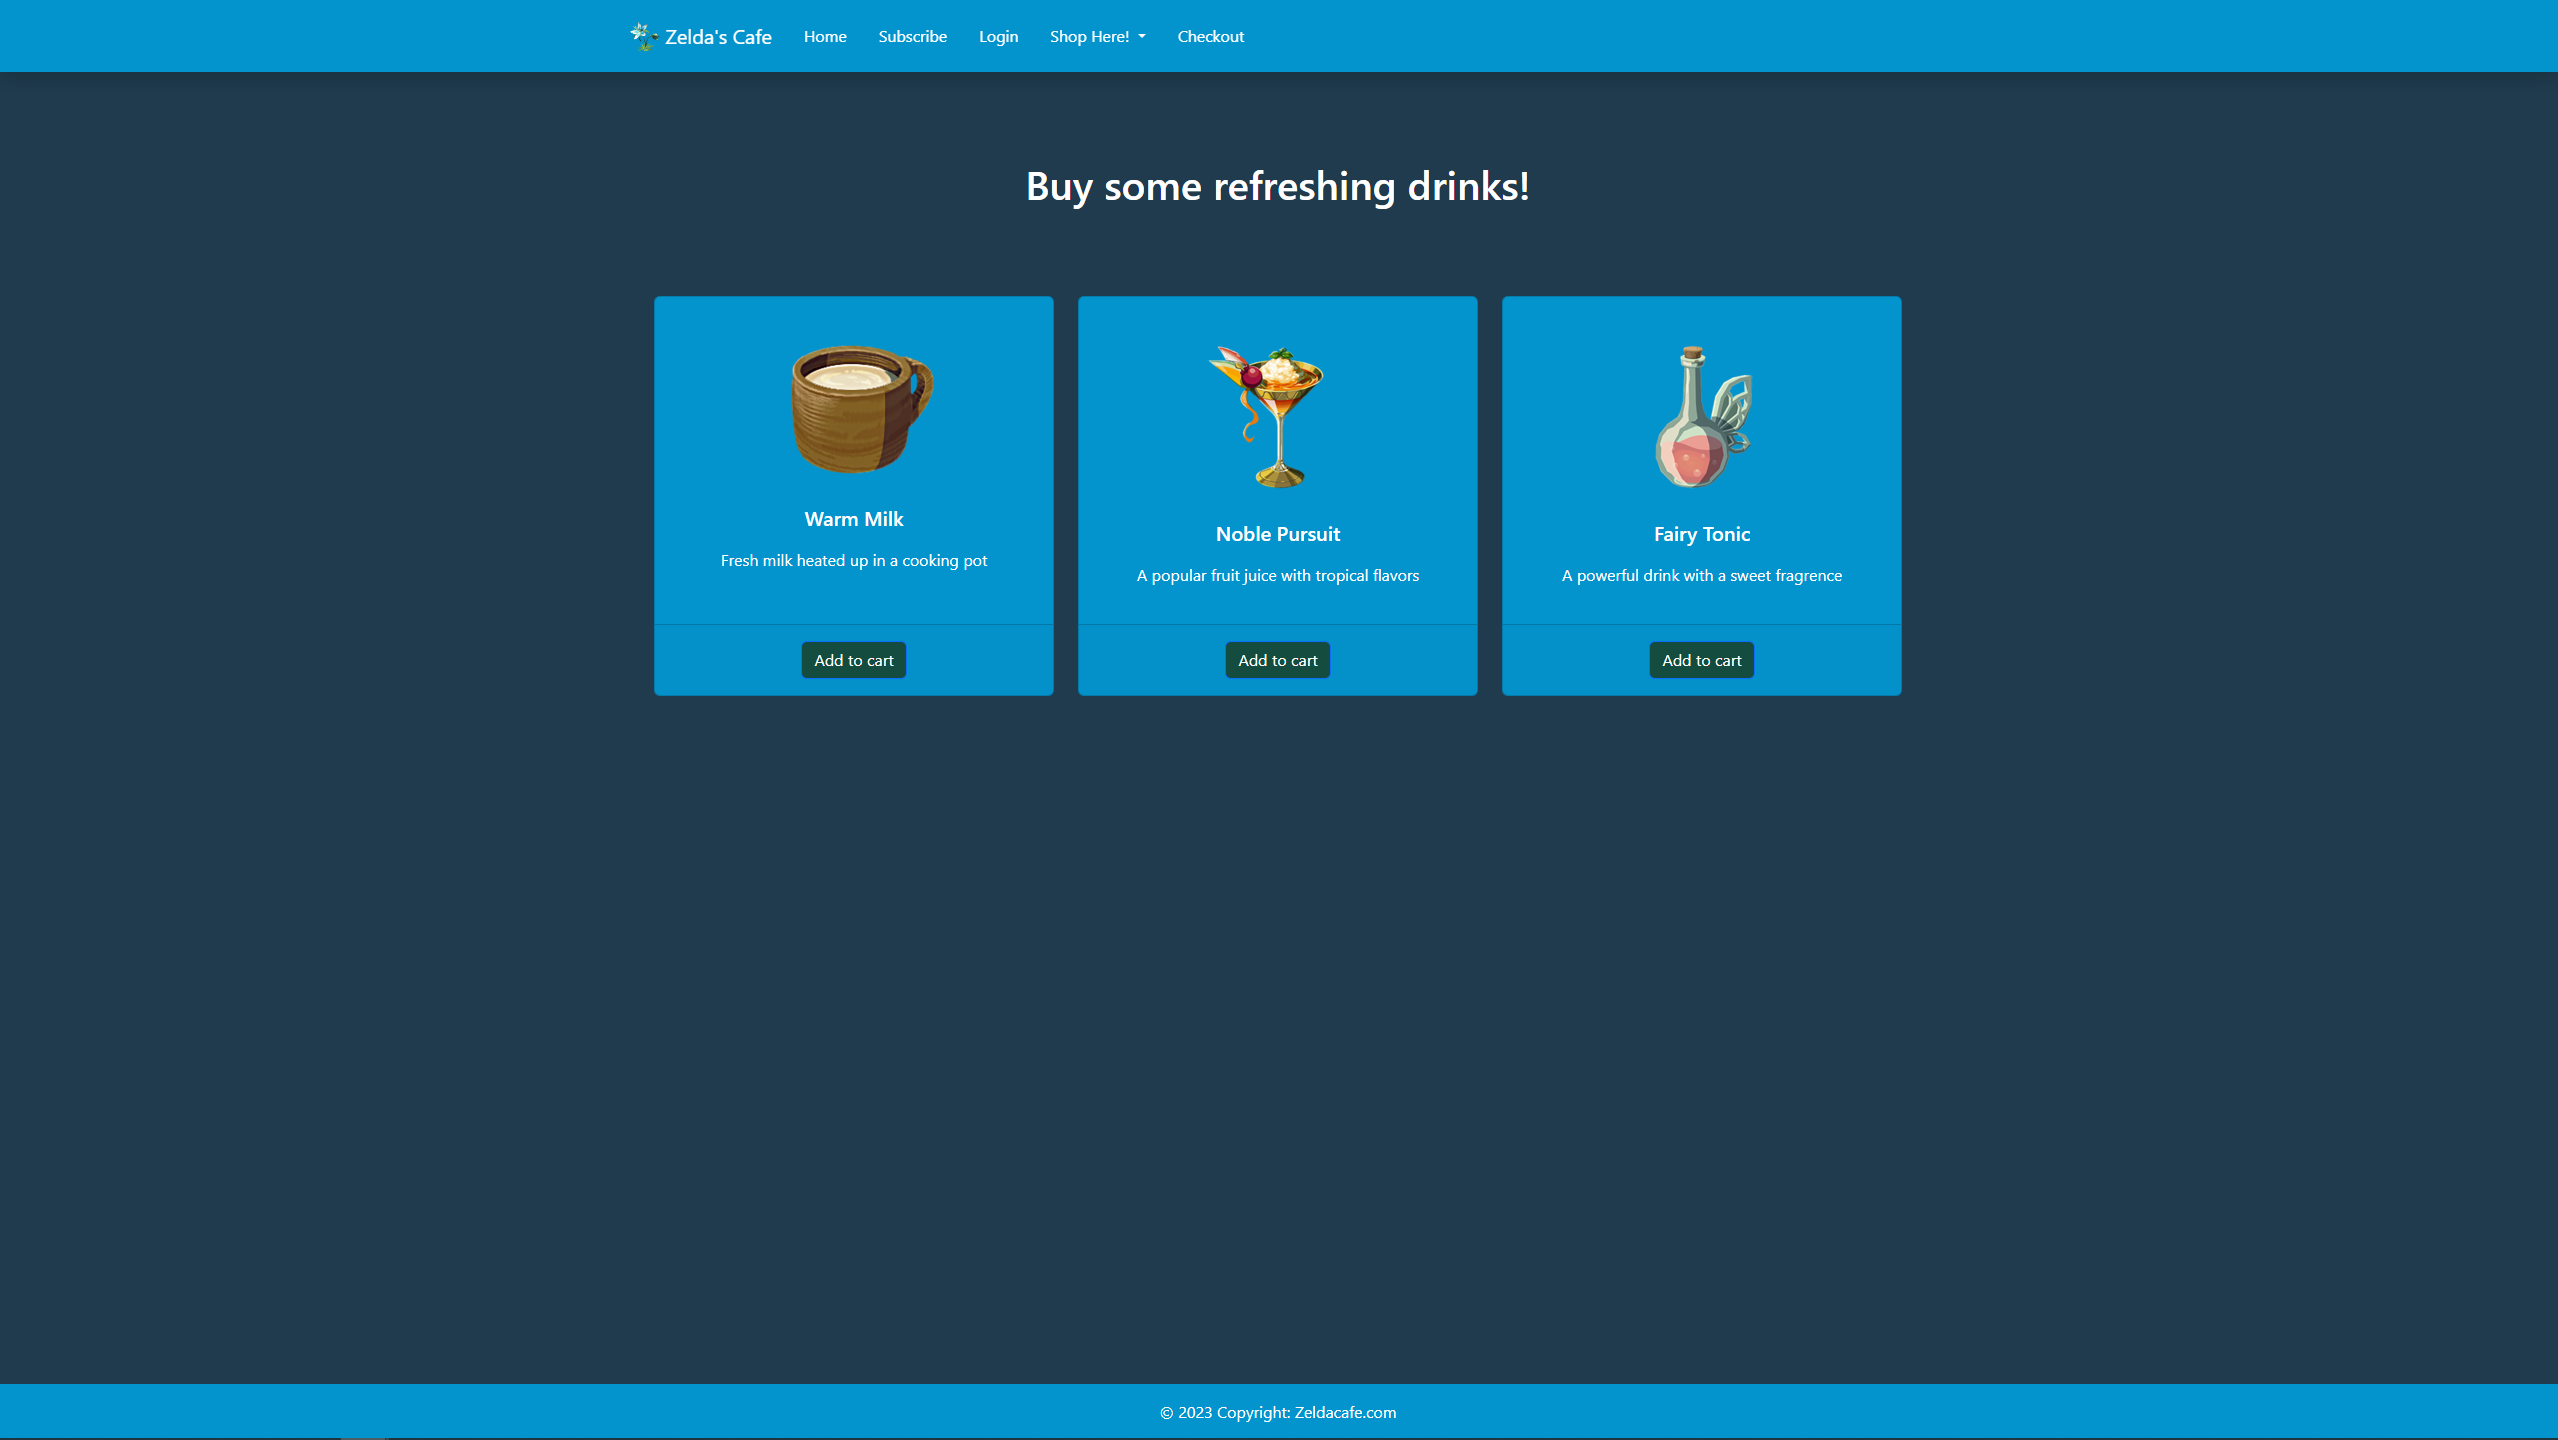 Zelda's Cafe Home Subscribe Login Shop Here! Checkout
Buy some refreshing drinks!
Warm Milk
Fresh milk heated up in a cooking pot
Add to cart
Noble Pursuit
A popular fruit juice with tropical flavors
Add to cart
Fairy Tonic
A powerful drink with a sweet fragrence
Add to cart
© 2023 Copyright: Zeldacafe.com